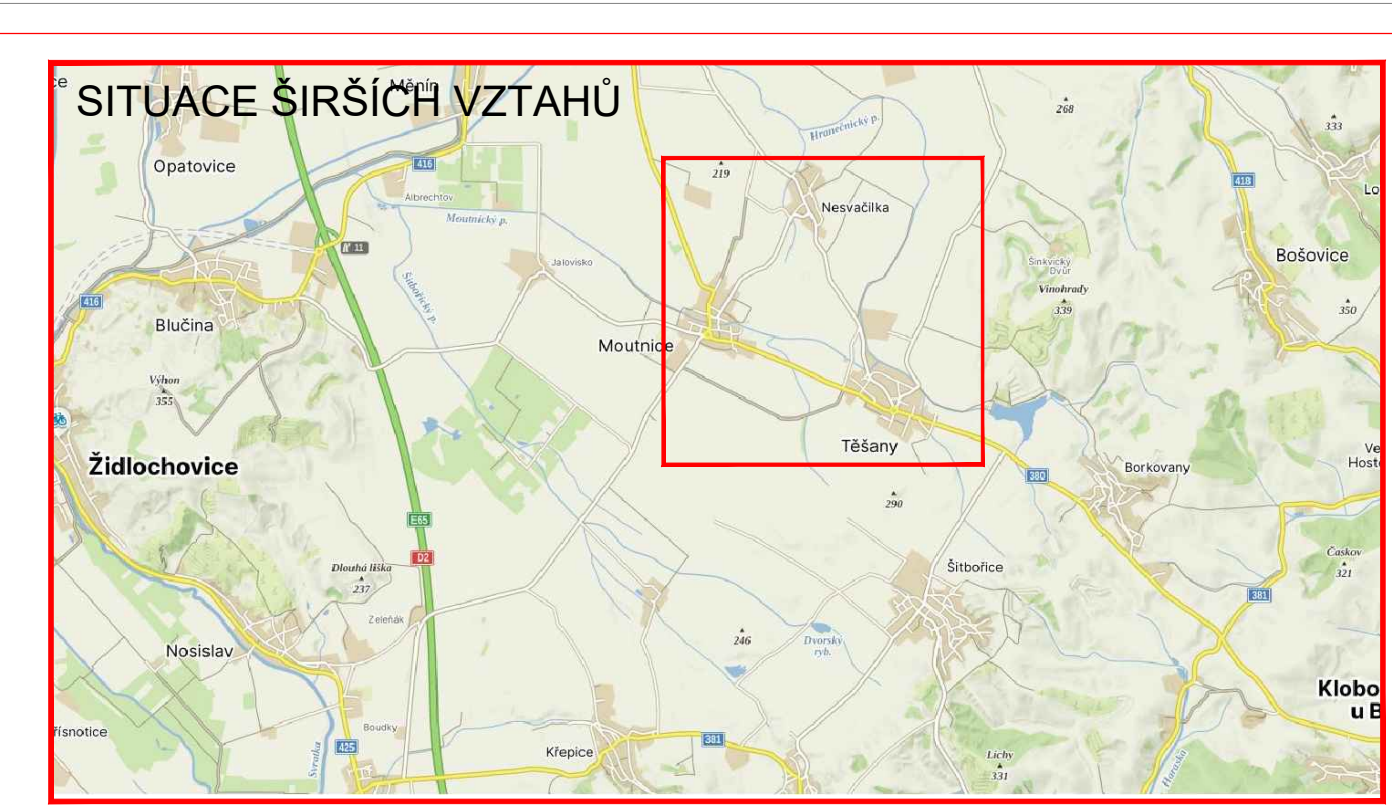 ce
SITUACE ŠIRŠÍCH VZTAHŮ
Měnín
268
Hranečnický p.
333
Opatovice
416
219
418
Lo
Albrechtov
Nesvačilka
Moutnický p.
11
Jalovisko
Šinkvický
Dvůr
Bošovice
Šitbořický p.
Vinohrady
339
416
350
Blučina
Moutnice
Výhon
355
Těšany
Židlochovice
Ve
Host
Borkovany
380
290
E65
D2
Časkov
321
Dlouhá liška
237
Šitbořice
381
Zeleňák
246
Dvorský
ryb.
Nosislav
Klobo
u B
řísnotice
Boudky
425
Svratka
381
Křepice
Lichy
331
Haraska